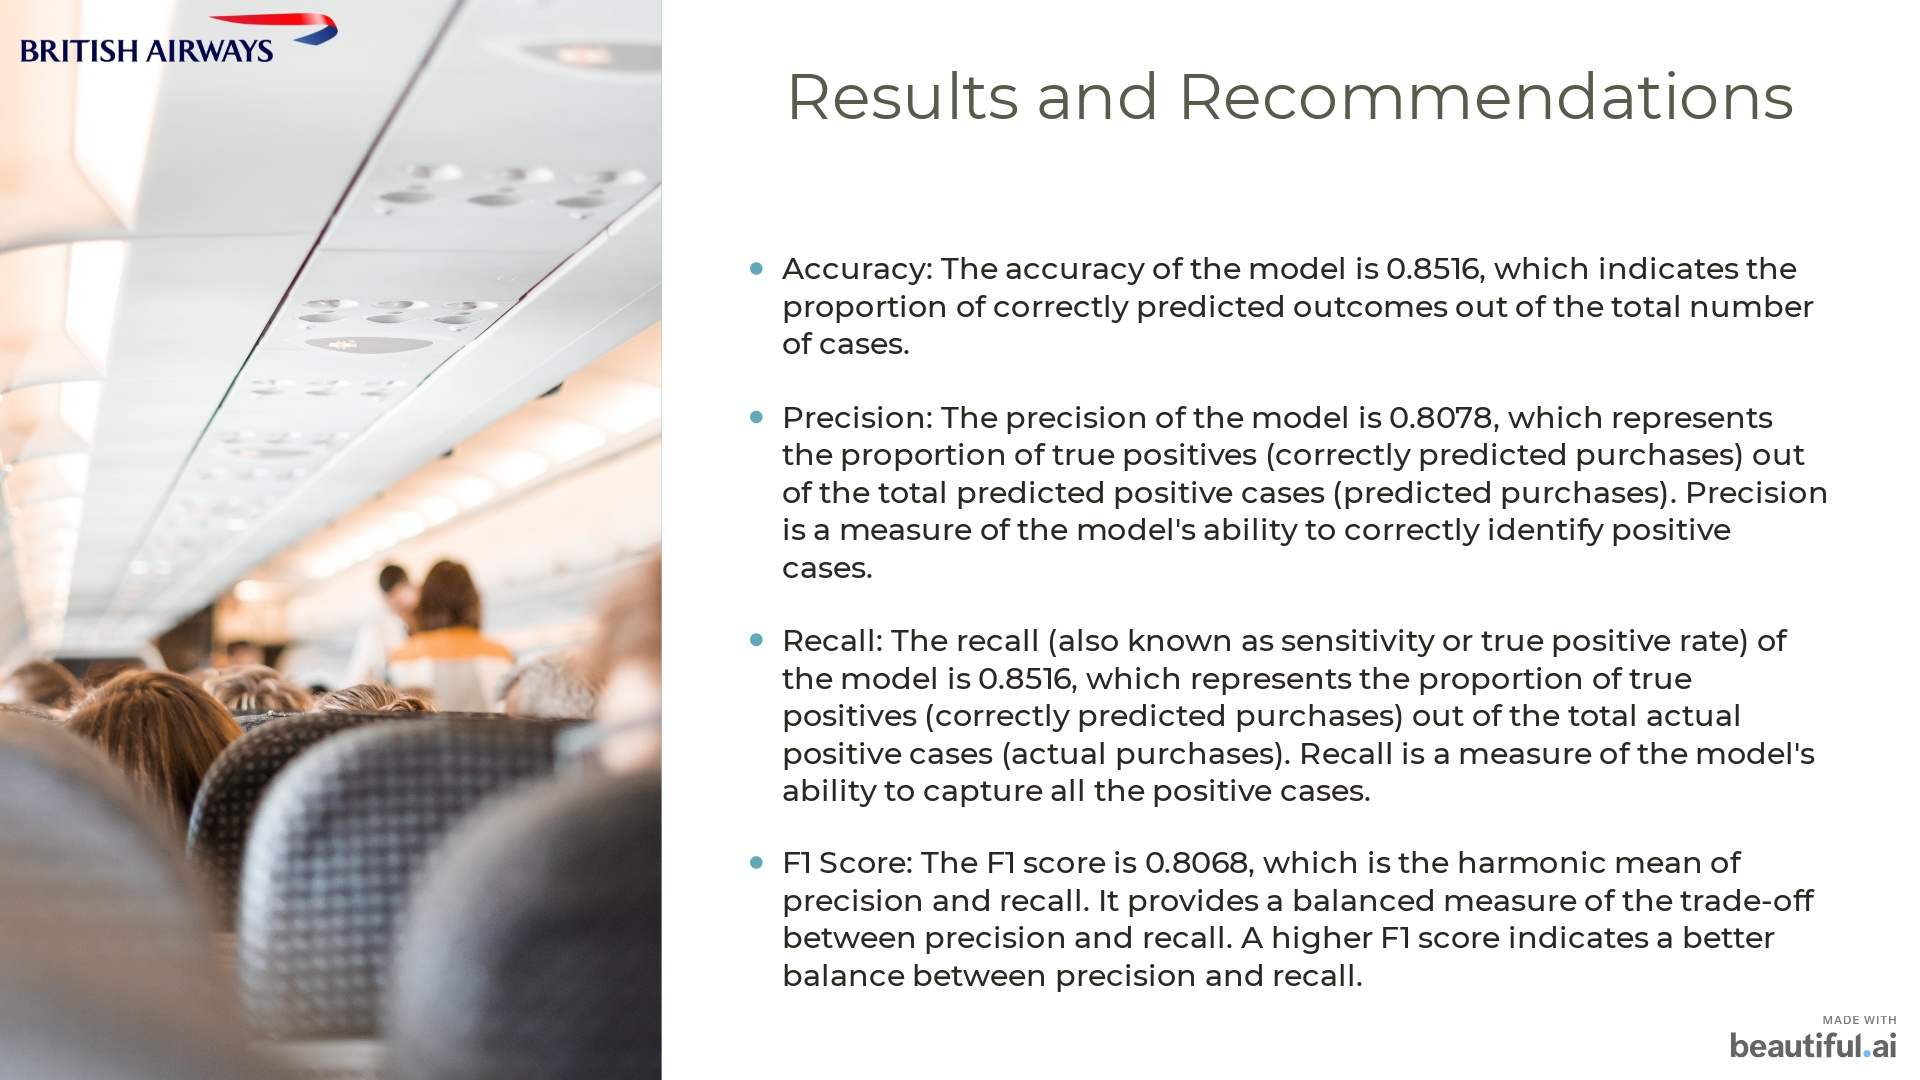 BRITISH AIRWAYS
Results and Recommendations
Accuracy: The accuracy of the model is 0.8516, which indicates the
proportion of correctly predicted outcomes out of the total number
of cases.
Precision: The precision of the model is 0.8078, which represents
the proportion of true positives (correctly predicted purchases) out
of the total predicted positive cases (predicted purchases). Precision
is a measure of the model's ability to correctly identify positive
cases.
Recall: The recall (also known as sensitivity or true positive rate) of
the model is 0.8516, which represents the proportion of true
positives (correctly predicted purchases) out of the total actual
positive cases (actual purchases). Recall is a measure of the model's
ability to capture all the positive cases.
F1 Score: The F1 score is 0.8068, which is the harmonic mean of
precision and recall. It provides a balanced measure of the trade-off
between precision and recall. A higher F1 score indicates a better
balance between precision and recall.
MADE WITH
beautiful.ai